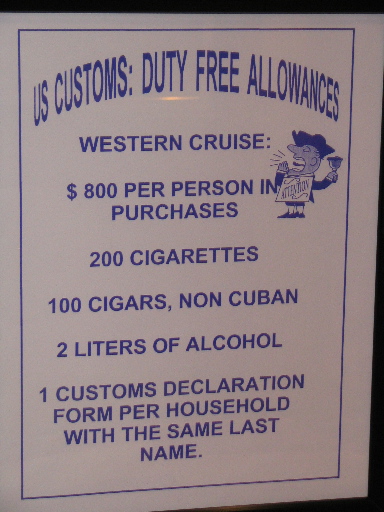 US CUSTOMS: DUTY FREE ALLOWANCES
WESTERN CRUISE:
$ 800 PER PERSON IN
PURCHASES
ATTENTION
200 CIGARETTES
100 CIGARS, NON CUBAN
2 LITERS OF ALCOHOL
1 CUSTOMS DECLARATION
FORM PER HOUSEHOLD
WITH THE SAME LAST
NAME.